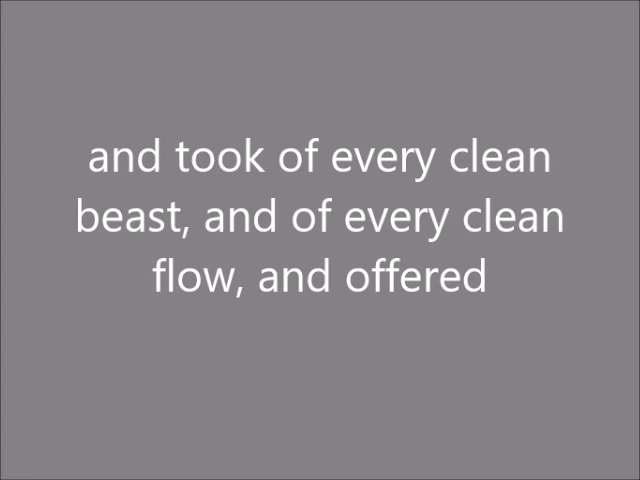 and took of every clean
beast, and of every clean
flow, and offered